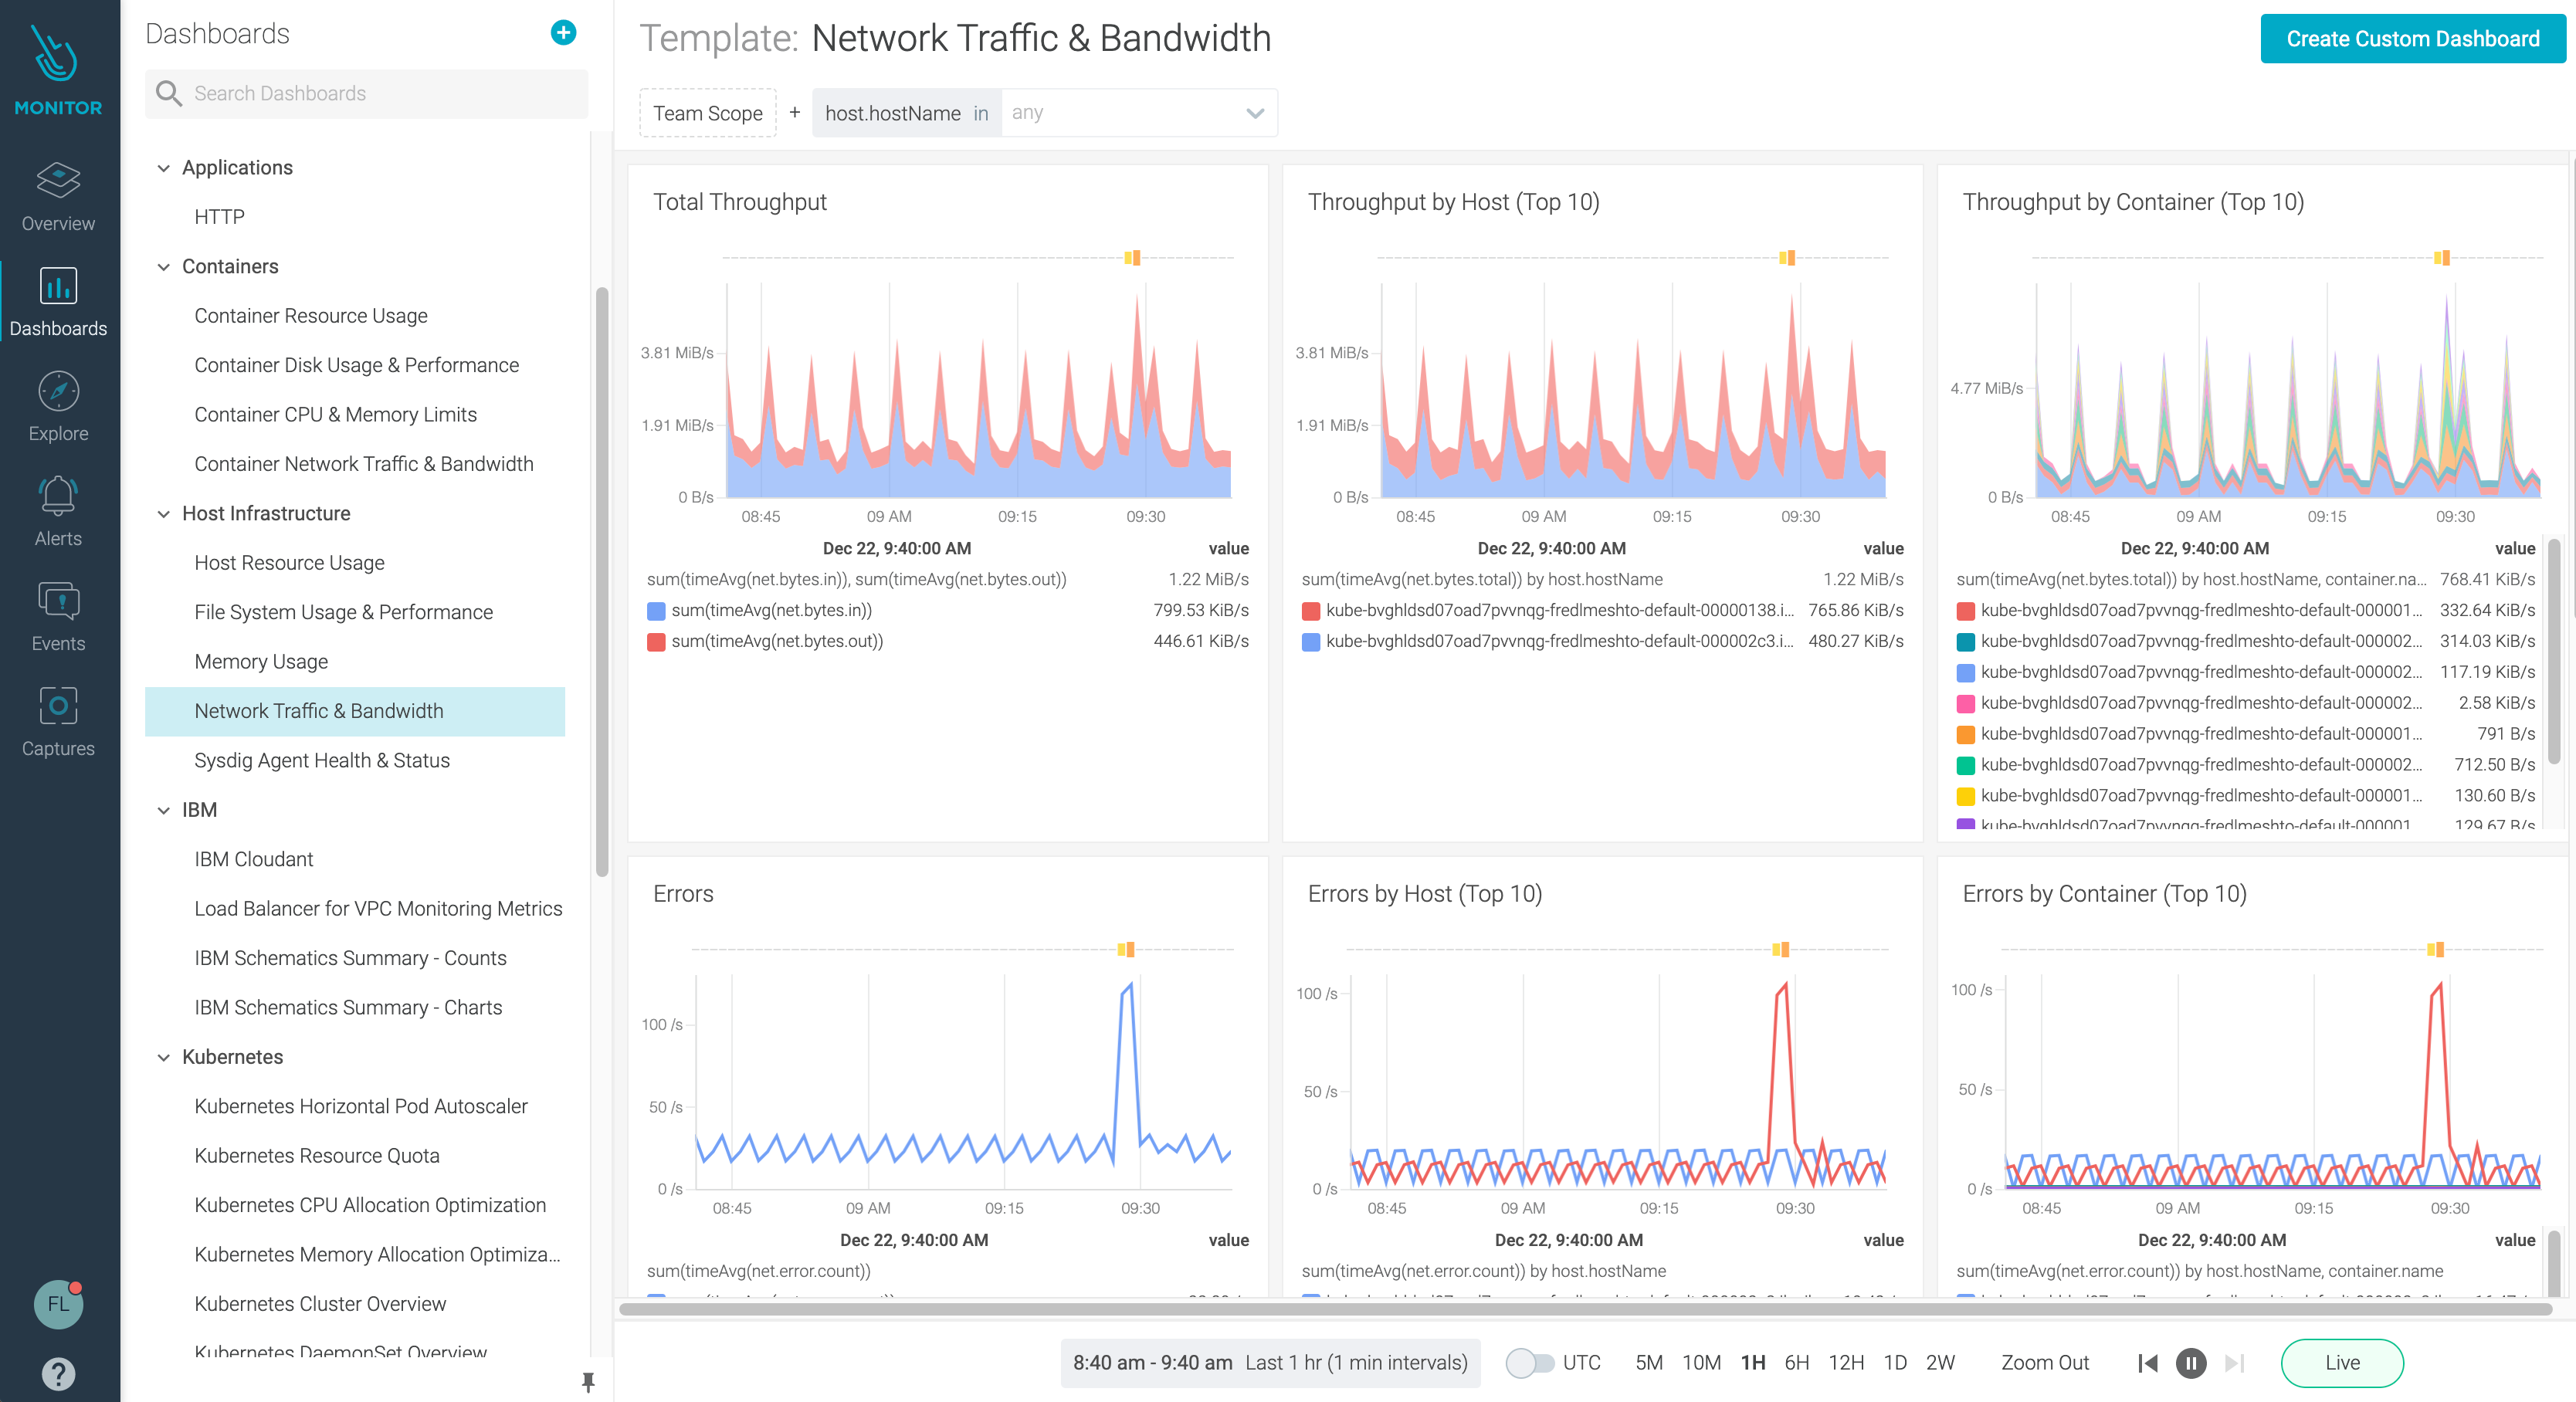 MONITOR
Overview
Dashboards
Explore
Alerts
Events
Captures
FL
?
Dashboards
+
Search Dashboards
Applications
HTTP
Containers
Container Resource Usage
Container Disk Usage & Performance
Container CPU & Memory Limits
Container Network Traffic & Bandwidth
Host Infrastructure
Host Resource Usage
File System Usage & Performance
Memory Usage
Network Traffic & Bandwidth
Sysdig Agent Health & Status
IBM
IBM Cloudant
Load Balancer for VPC Monitoring Metrics
IBM Schematics Summary - Counts
IBM Schematics Summary - Charts
Kubernetes
Kubernetes Horizontal Pod Autoscaler
Kubernetes Resource Quota
Kubernetes CPU Allocation Optimization
Kubernetes Memory Allocation Optimiza...
Kubernetes Cluster Overview
Kubernetes DaemonSet Overview
Template: Network Traffic & Bandwidth
Create Custom Dashboard
Team Scope + host.hostName in any
Total Throughput
3.81 MiB/s
1.91 MiB/s
0 B/s
08:45 09 AM 09:15 09:30
Dec 22, 9:40:00 AM value
sum(timeAvg(net.bytes.in)), sum(timeAvg(net.bytes.out)) 1.22 MiB/s
sum(timeAvg(net.bytes.in)) 799.53 KiB/s
sum(timeAvg(net.bytes.out)) 446.61 KiB/s
Throughput by Host (Top 10)
3.81 MiB/s
1.91 MiB/s
0 B/s
08:45 09 AM 09:15 09:30
Dec 22, 9:40:00 AM value
sum(timeAvg(net.bytes.total)) by host.hostName 1.22 MiB/s
kube-bvghldsd07oad7pvvnqg-fredlmeshto-default-00000138.i... 765.86 KiB/s
kube-bvghldsd07oad7pvvnqg-fredlmeshto-default-000002c3.i... 480.27 KiB/s
Throughput by Container (Top 10)
4.77 MiB/s
0 B/s
08:45 09 AM 09:15 09:30
Dec 22, 9:40:00 AM value
sum(timeAvg(net.bytes.total)) by host.hostName, container.na... 768.41 KiB/s
kube-bvghldsd07oad7pvvnqg-fredlmeshto-default-000001... 332.64 KiB/s
kube-bvghldsd07oad7pvvnqg-fredlmeshto-default-000002... 314.03 KiB/s
kube-bvghldsd07oad7pvvnqg-fredlmeshto-default-000002... 117.19 KiB/s
kube-bvghldsd07oad7pvvnqg-fredlmeshto-default-000002... 2.58 KiB/s
kube-bvghldsd07oad7pvvnqg-fredlmeshto-default-000001... 791 B/s
kube-bvghldsd07oad7pvvnqg-fredlmeshto-default-000002... 712.50 B/s
kube-bvghldsd07oad7pvvnqg-fredlmeshto-default-000001... 130.60 B/s
kube-bvghldsd07oad7pvvnqg-fredlmeshto-default-000001 129.67 B/s
Errors
100 /s
50 /s
0 /s
08:45 09 AM 09:15 09:30
Dec 22, 9:40:00 AM value
sum(timeAvg(net.error.count))
Errors by Host (Top 10)
100 /s
50 /s
0 /s
08:45 09 AM 09:15 09:30
Dec 22, 9:40:00 AM value
sum(timeAvg(net.error.count)) by host.hostName
Errors by Container (Top 10)
100 /s
50 /s
0 /s
08:45 09 AM 09:15 09:30
Dec 22, 9:40:00 AM value
sum(timeAvg(net.error.count)) by host.hostName, container.name
8:40 am - 9:40 am Last 1 hr (1 min intervals) UTC 5M 10M 1H 6H 12H 1D 2W Zoom Out Live